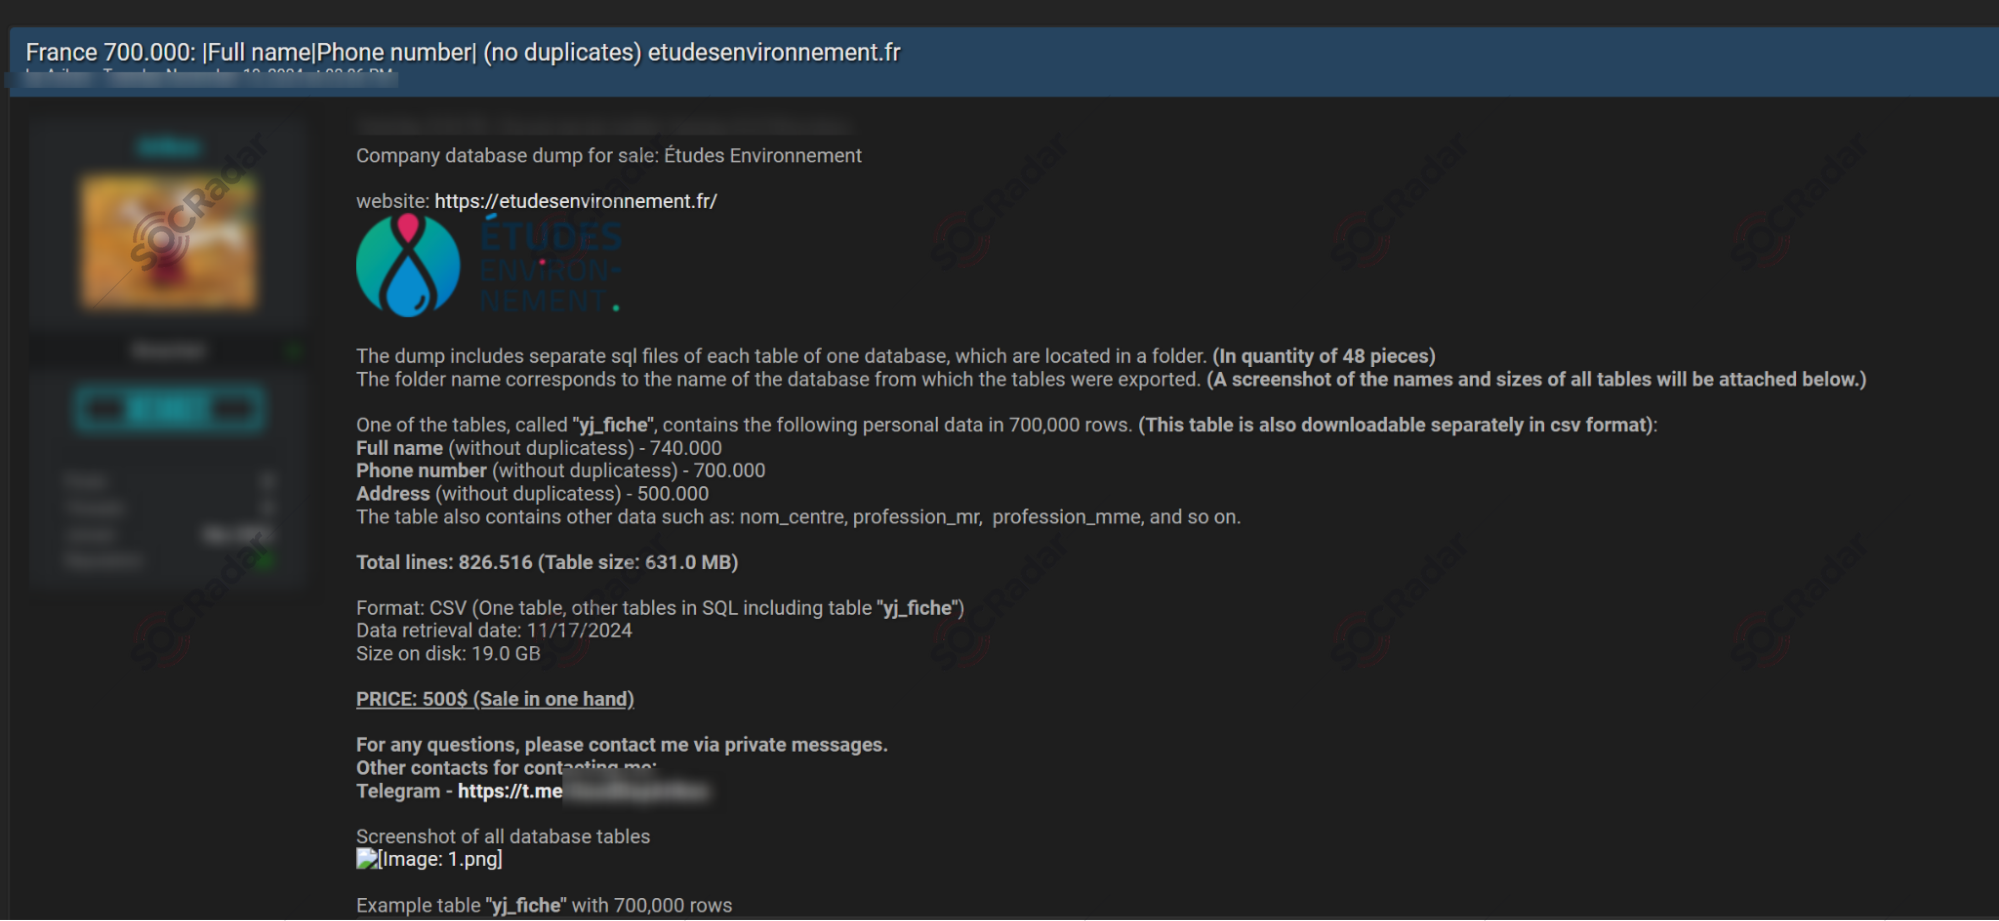 France 700.000: |Full name|Phone number| (no duplicates) etudesenvironnement.fr
Company database dump for sale: Études Environnement
website: https://etudesenvironnement.fr/
ÉTUDES
ENVIRON-
NEMENT.
The dump includes separate sql files of each table of one database, which are located in a folder. (In quantity of 48 pieces)
The folder name corresponds to the name of the database from which the tables were exported. (A screenshot of the names and sizes of all tables will be attached below.)
One of the tables, called "yj_fiche", contains the following personal data in 700,000 rows. (This table is also downloadable separately in csv format):
Full name (without duplicatess) - 740.000
Phone number (without duplicatess) - 700.000
Address (without duplicatess) - 500.000
The table also contains other data such as: nom_centre, profession_mr,  profession_mme, and so on.
Total lines: 826.516 (Table size: 631.0 MB)
Format: CSV (One table, other tables in SQL including table "yj_fiche")
Data retrieval date: 11/17/2024
Size on disk: 19.0 GB
PRICE: 500$ (Sale in one hand)
For any questions, please contact me via private messages.
Other contacts for contacting me:
Telegram - https://t.me
Screenshot of all database tables
[Image: 1.png]
Example table "yj_fiche" with 700,000 rows
SOCRadar
SOCRadar
SOCRadar
SOCRadar
SOCRadar
SOCRadar
SOCRadar
SOCRadar